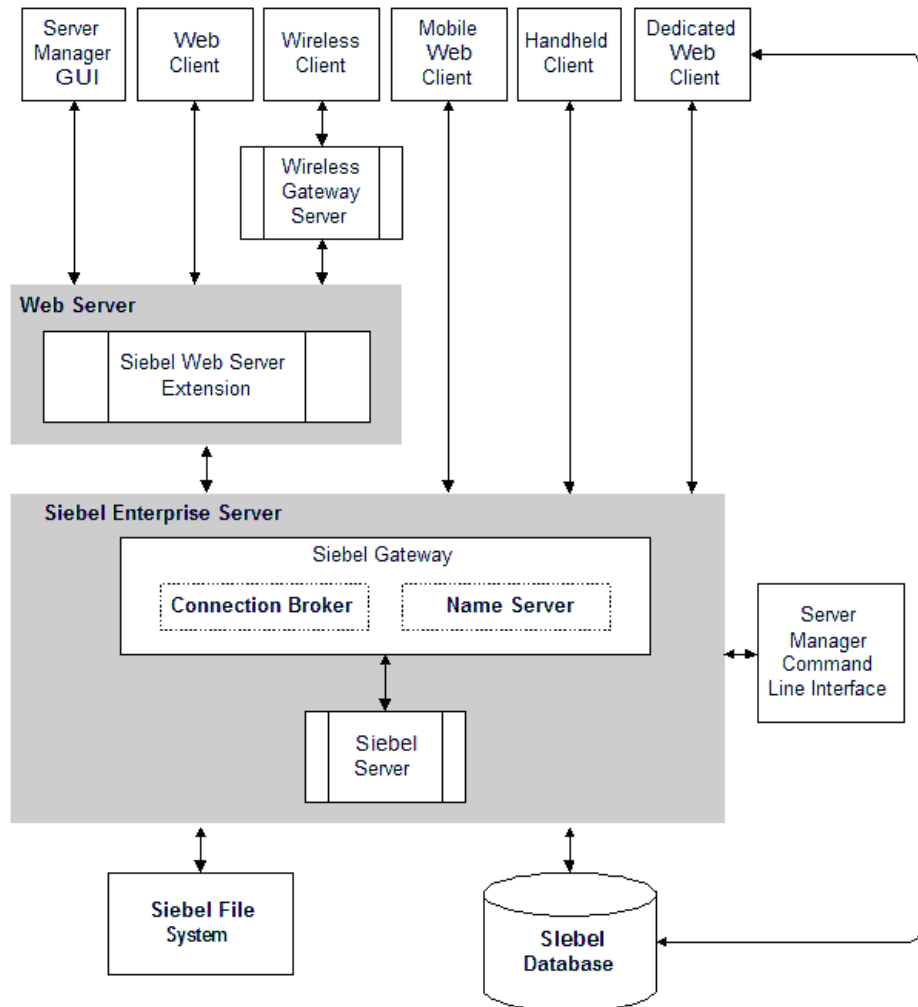 Server
Manager
GUI
Web
Client
Wireless
Client
Mobile
Web
Client
Handheld
Client
Dedicated
Web
Client
Wireless
Gateway
Server
Web Server
Siebel Web Server
Extension
Siebel Enterprise Server
Siebel Gateway
Connection Broker
Name Server
Server
Manager
Command
Line Interface
Siebel
Server
Siebel File
System
SIebel
Database